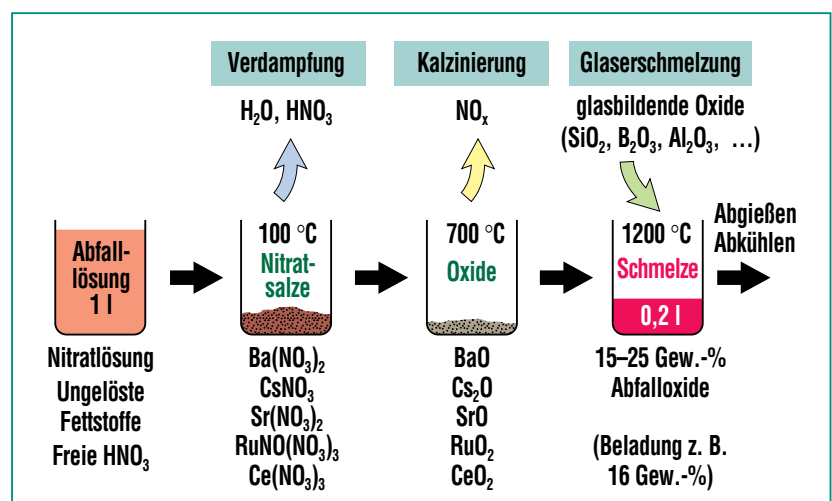 Verdampfung
Kalzinierung
Glaserschmelzung
H₂O, HNO₃
NOₓ
glasbildende Oxide
(SiO₂, B₂O₃, Al₂O₃, …)
Abfall-
lösung
1 l
100 °C
Nitrat-
salze
700 °C
Oxide
1200 °C
Schmelze
0,2 l
Abgießen
Abkühlen
Nitratlösung
Ungelöste
Fettstoffe
Freie HNO₃
Ba(NO₃)₂
CsNO₃
Sr(NO₃)₂
RuNO(NO₃)₃
Ce(NO₃)₃
BaO
Cs₂O
SrO
RuO₂
CeO₂
15–25 Gew.-%
Abfalloxide
(Beladung z. B.
16 Gew.-%)